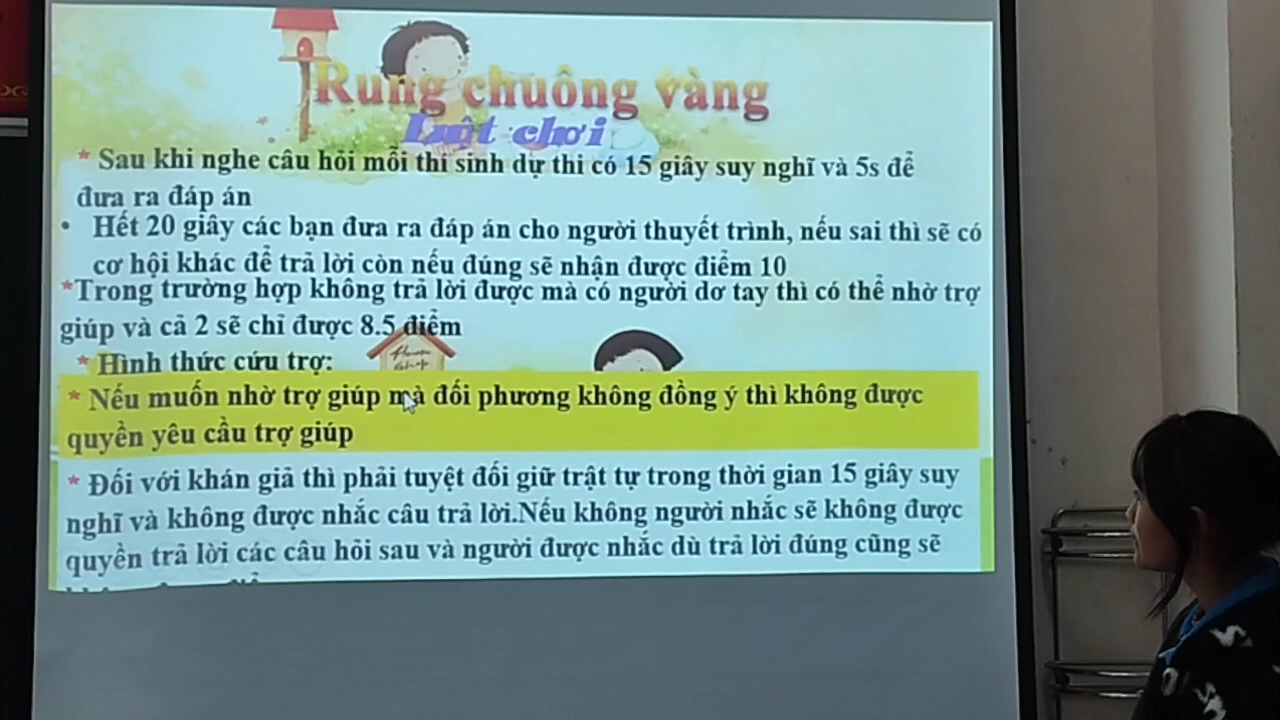 Rung chuông vàng
Luật chơi
* Sau khi nghe câu hỏi mỗi thí sinh dự thi có 15 giây suy nghĩ và 5s để
đưa ra đáp án
• Hết 20 giây các bạn đưa ra đáp án cho người thuyết trình, nếu sai thì sẽ có
cơ hội khác để trả lời còn nếu đúng sẽ nhận được điểm 10
*Trong trường hợp không trả lời được mà có người dơ tay thì có thể nhờ trợ
giúp và cả 2 sẽ chỉ được 8.5 điểm
* Hình thức cứu trợ:
* Nếu muốn nhờ trợ giúp mà đối phương không đồng ý thì không được
quyền yêu cầu trợ giúp
* Đối với khán giả thì phải tuyệt đối giữ trật tự trong thời gian 15 giây suy
nghĩ và không được nhắc câu trả lời.Nếu không người nhắc sẽ không được
quyền trả lời các câu hỏi sau và người được nhắc dù trả lời đúng cũng sẽ